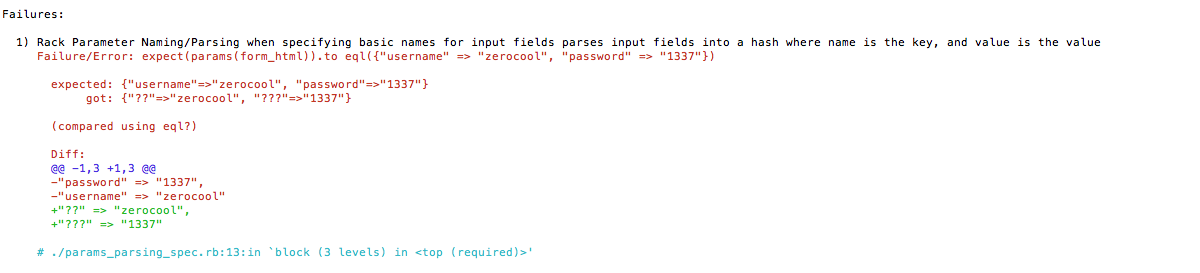 Failures:
1) Rack Parameter Naming/Parsing when specifying basic names for input fields parses input fields into a hash where name is the key, and value is the value
Failure/Error: expect(params(form_html)).to eql({"username" => "zerocool", "password" => "1337"})
expected: {"username"=>"zerocool", "password"=>"1337"}
got: {"??"=>"zerocool", "???"=>"1337"}
(compared using eql?)
Diff:
@@ -1,3 +1,3 @@
-"password" => "1337",
-"username" => "zerocool"
+"??" => "zerocool",
+"???" => "1337"
# ./params_parsing_spec.rb:13:in `block (3 levels) in <top (required)>'